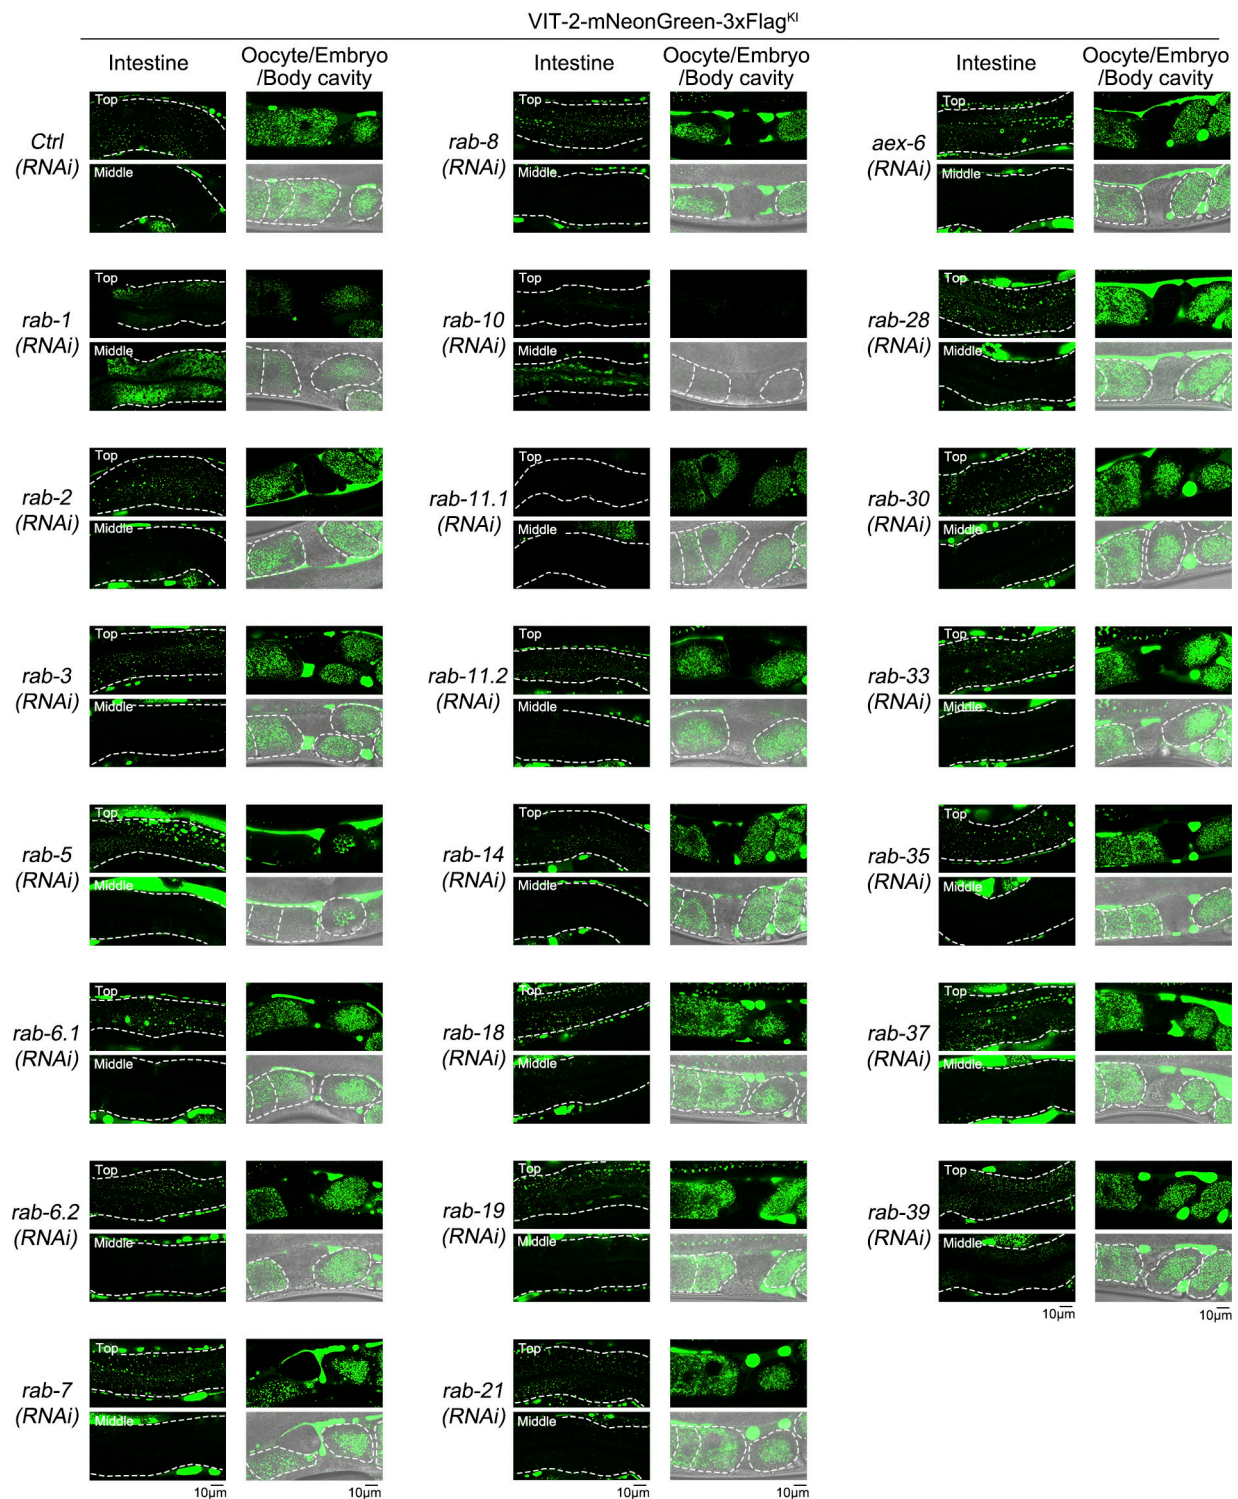 VIT-2-mNeonGreen-3xFlagKI
Intestine
Oocyte/Embryo
/Body cavity
Intestine
Oocyte/Embryo
/Body cavity
Intestine
Oocyte/Embryo
/Body cavity
Ctrl
(RNAi)
Top
Middle
rab-8
(RNAi)
Top
Middle
aex-6
(RNAi)
Top
Middle
rab-1
(RNAi)
Top
Middle
rab-10
(RNAi)
Top
Middle
rab-28
(RNAi)
Top
Middle
rab-2
(RNAi)
Top
Middle
rab-11.1
(RNAi)
Top
Middle
rab-30
(RNAi)
Top
Middle
rab-3
(RNAi)
Top
Middle
rab-11.2
(RNAi)
Top
Middle
rab-33
(RNAi)
Top
Middle
rab-5
(RNAi)
Top
Middle
rab-14
(RNAi)
Top
Middle
rab-35
(RNAi)
Top
Middle
rab-6.1
(RNAi)
Top
Middle
rab-18
(RNAi)
Top
Middle
rab-37
(RNAi)
Top
Middle
rab-6.2
(RNAi)
Top
Middle
rab-19
(RNAi)
Top
Middle
rab-39
(RNAi)
Top
Middle
10μm
10μm
rab-7
(RNAi)
Top
Middle
10μm
10μm
rab-21
(RNAi)
Top
Middle
10μm
10μm